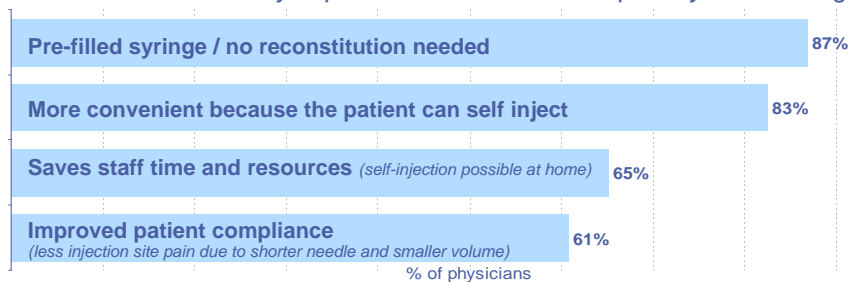 Pre-filled syringe / no reconstitution needed
87%
More convenient because the patient can self inject
83%
Saves staff time and resources (self-injection possible at home)
65%
Improved patient compliance
(less injection site pain due to shorter needle and smaller volume)
61%
% of physicians